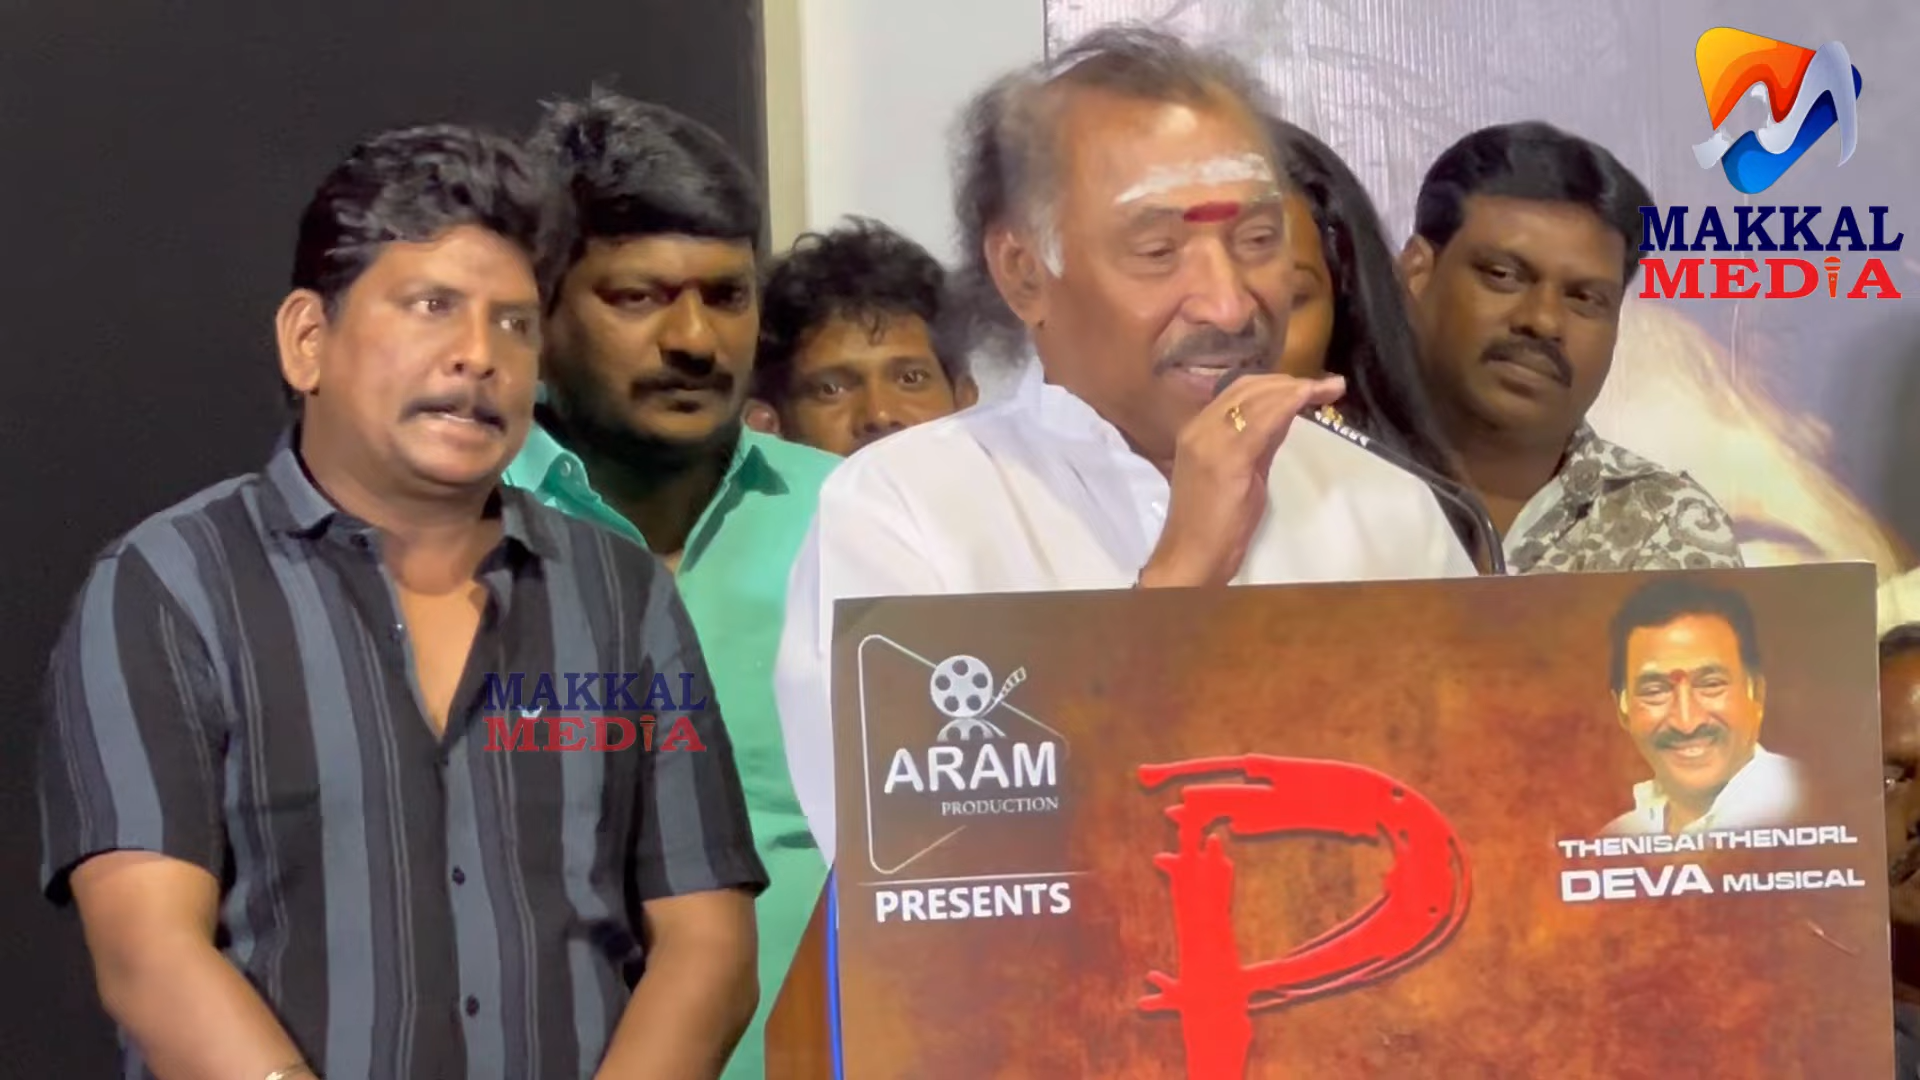 MAKKAL
MEDIA
MAKKAL
MEDIA
ARAM
PRODUCTION
PRESENTS
P
THENISAI THENDRL
DEVA MUSICAL